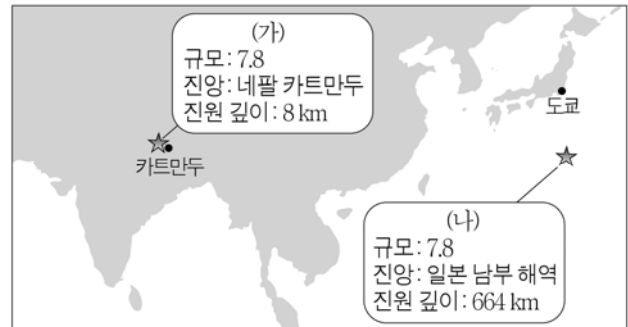 (가)
규모: 7.8
진앙: 네팔 카트만두
진원 깊이: 8 km
도쿄
카트만두
(나)
규모: 7.8
진앙: 일본 남부 해역
진원 깊이: 664 km